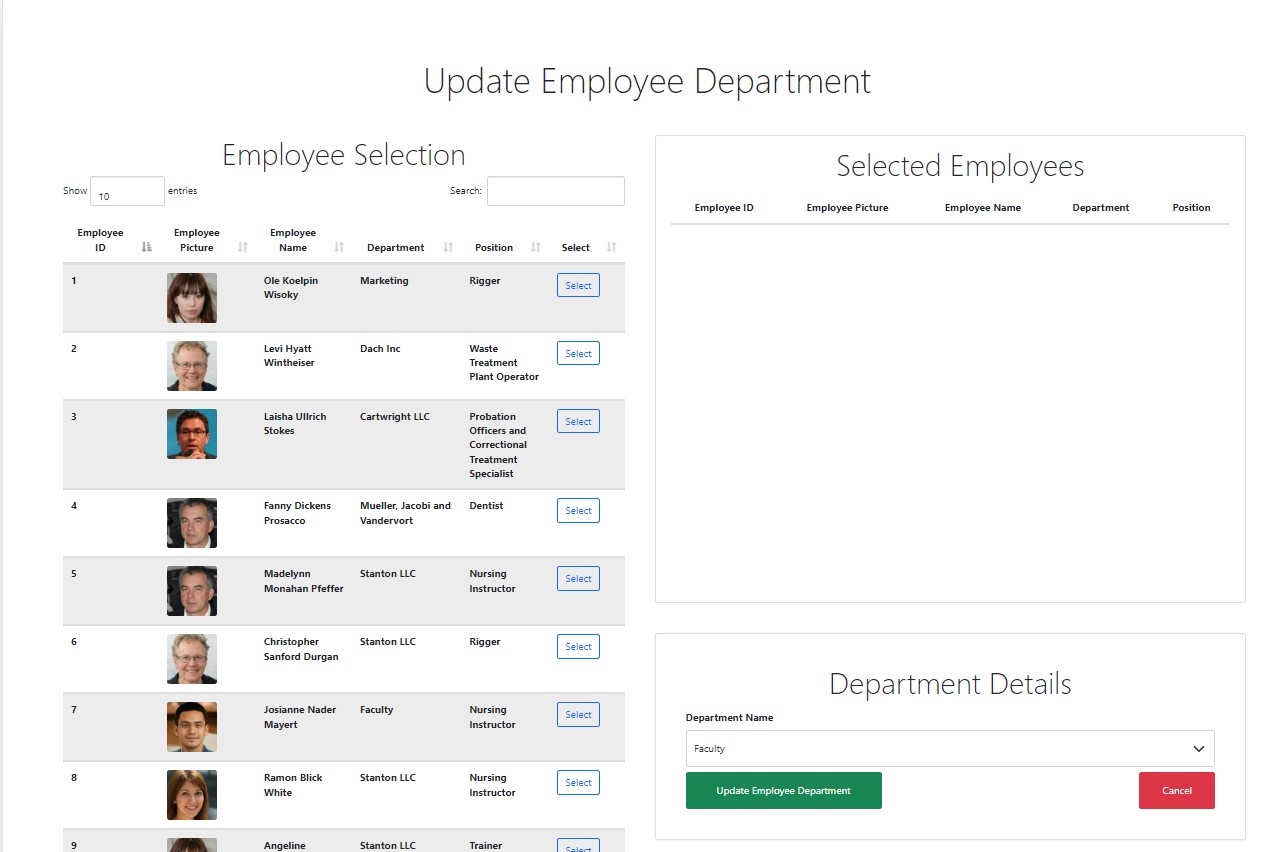 Update Employee Department
Employee Selection
Show 10 entries
Search:
Employee ID
Employee Picture
Employee Name
Department
Position
Select
1
Ole Koelpin
Wisoky
Marketing
Rigger
Select
2
Levi Hyatt
Wintheiser
Dach Inc
Waste
Treatment
Plant Operator
Select
3
Laisha Ullrich
Stokes
Cartwright LLC
Probation
Officers and
Correctional
Treatment
Specialist
Select
4
Fanny Dickens
Prosacco
Mueller, Jacobi and
Vandervort
Dentist
Select
5
Madelynn
Monahan Pfeffer
Stanton LLC
Nursing
Instructor
Select
6
Christopher
Sanford Durgan
Stanton LLC
Rigger
Select
7
Josianne Nader
Mayert
Faculty
Nursing
Instructor
Select
8
Ramon Blick
White
Stanton LLC
Nursing
Instructor
Select
9
Angeline
Stanton LLC
Trainer
Select
Selected Employees
Employee ID
Employee Picture
Employee Name
Department
Position
Department Details
Department Name
Faculty
Update Employee Department
Cancel